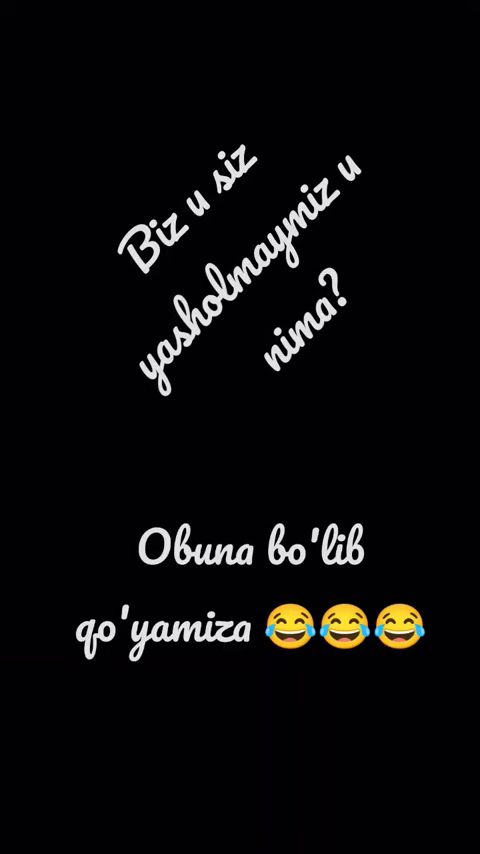 Biz u siz
yasholmaymiz u
nima?
Obuna bo'lib
qo'yamiza 😂😂😂